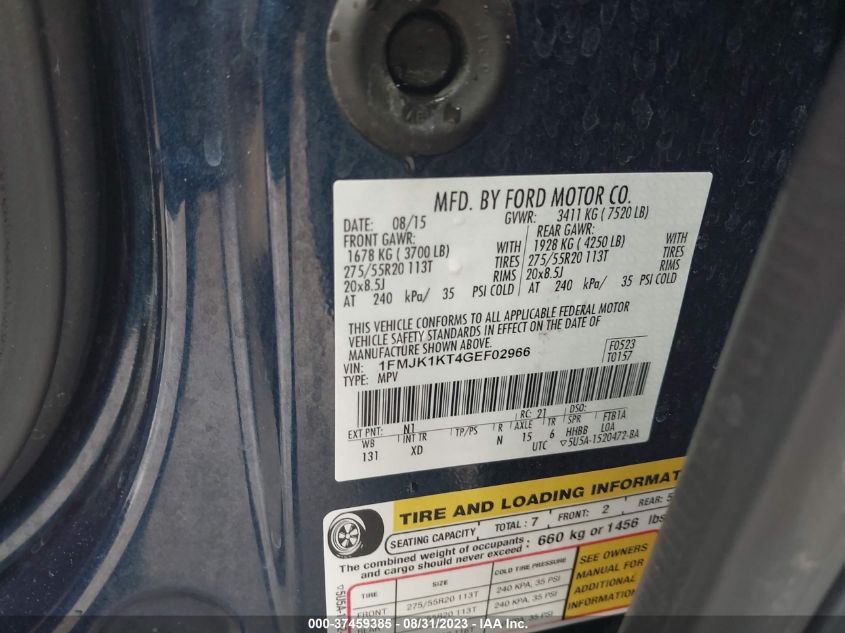 MFD. BY FORD MOTOR CO.
DATE: 08/15 GVWR: 3411 KG ( 7520 LB)
FRONT GAWR: REAR GAWR:
1678 KG ( 3700 LB) WITH 1928 KG ( 4250 LB) WITH
275/55R20 113T TIRES 275/55R20 113T TIRES
20x8.5J RIMS 20x8.5J RIMS
AT 240 kPa/ 35 PSI COLD AT 240 kPa/ 35 PSI COLD
THIS VEHICLE CONFORMS TO ALL APPLICABLE FEDERAL MOTOR
VEHICLE SAFETY STANDARDS IN EFFECT ON THE DATE OF
MANUFACTURE SHOWN ABOVE.
VIN: 1FMJK1KT4GEF02966 F0523
TYPE: MPV T0157
EXT PNT: N1 RC: 21 DSO:
WB INT TR TP/PS R AXLE TR SPR FTB1A
131 XD N 15 6 HHBB LOA
UTC ▽5U5A-1520472-BA
TIRE AND LOADING INFORMATION
SEATING CAPACITY TOTAL : 7 FRONT: 2 REAR: 5
The combined weight of occupants
and cargo should never exceed : 660 kg or 1456 lbs
TIRE SIZE COLD TIRE PRESSURE SEE OWNERS
FRONT 275/55R20 113T 240 KPA, 35 PSI MANUAL FOR
240 KPA, 35 PSI ADDITIONAL
INFORMATION
▽5U5A-
000-37459385 - 08/31/2023 - IAAI.COM